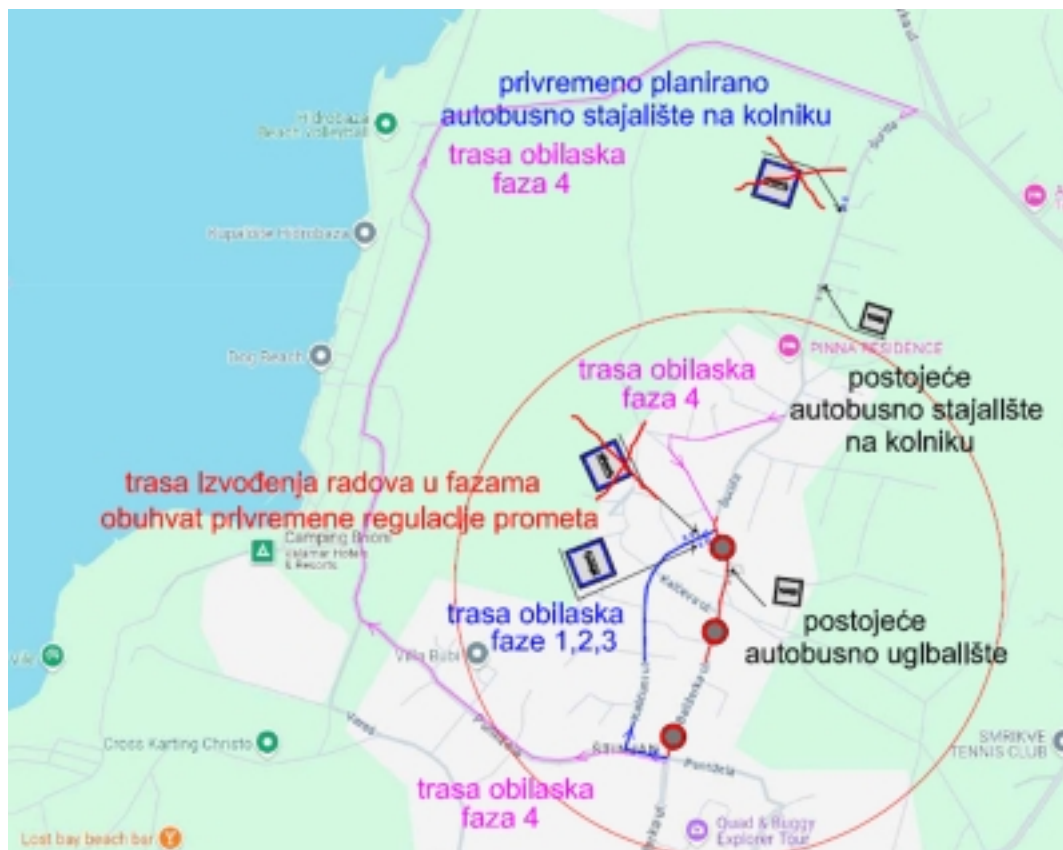 privremeno planirano
autobusno stajalište na kolniku
Hidrobaza
Beach Volleyball
trasa obilaska
faza 4
Kupalište Hidrobaza
Dog Beach
PINNA RESIDENCE
trasa obilaska
faza 4
postojeće
autobusno stajalište
na kolniku
trasa Izvođenja radova u fazama
obuhvat privremene regulacije prometa
Camping Brioni
Valamar Hotels
& Resorts
trasa obilaska
faze 1,2,3
postojeće
autobusno uglbalište
Villa Bubi
Cross Karting Christo
SMRIKVE
TENNIS CLUB
Puntižela
trasa obilaska
faza 4
Quad & Buggy
Explorer Tour
Lost bay beach bar